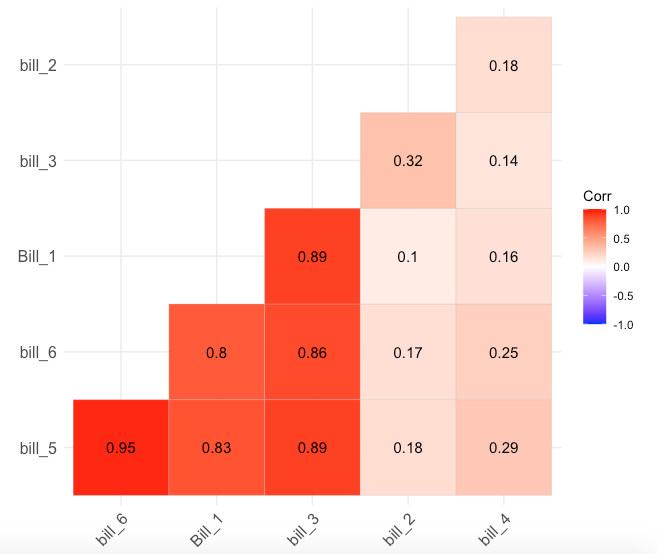 bill_2
0.18
bill_3
0.32 0.14
Bill_1
0.89 0.1 0.16
bill_6
0.8 0.86 0.17 0.25
bill_5
0.95 0.83 0.89 0.18 0.29
bill_6 Bill_1 bill_3 bill_2 bill_4
Corr
1.0
0.5
0.0
-0.5
-1.0